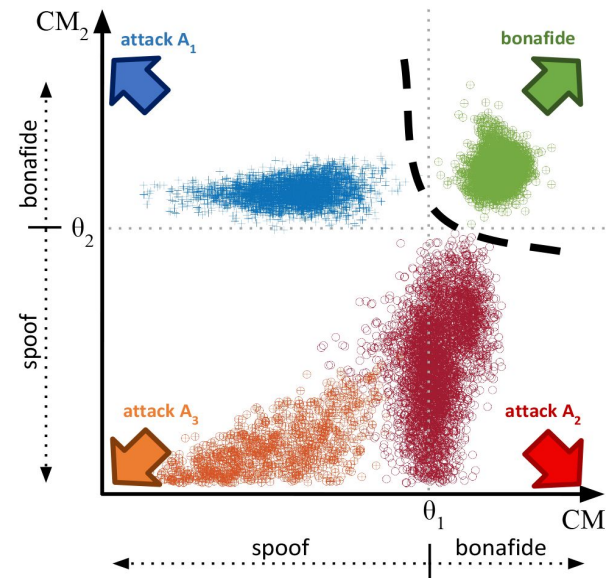 CM₂
attack A₁
bonafide
bonafide
θ₂
spoof
attack A₃
attack A₂
θ₁
CM
spoof
bonafide